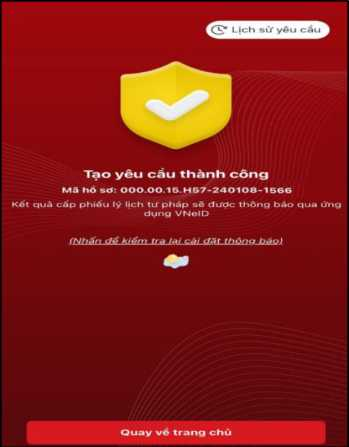 Lịch sử yêu cầu
Tạo yêu cầu thành công
Mã hồ sơ: 000.00.15.H57-240108-1566
Kết quả cấp phiếu lý lịch tư pháp sẽ được thông báo qua ứng
dụng VNeID
(Nhấn để kiểm tra lại cài đặt thông báo)
Quay về trang chủ